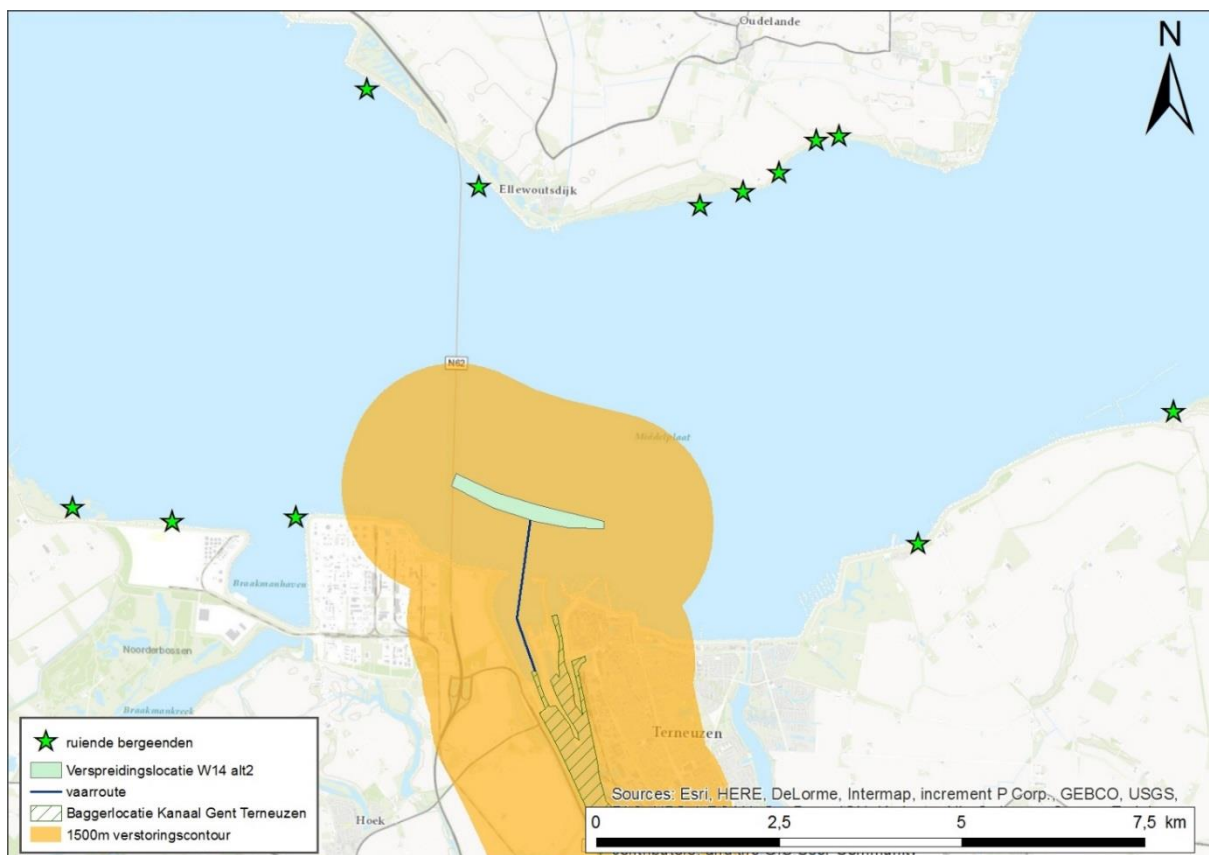 Oudelande
N
Ellewoutsdijk
N62
Middelplaat
Braakmanhaven
Noorderbossen
Braakmankreek
Terneuzen
Hoek
ruiende bergeenden
Verspreidingslocatie W14 alt2
vaarroute
Baggerlocatie Kanaal Gent Terneuzen
1500m verstoringscontour
Sources: Esri, HERE, DeLorme, Intermap, increment P Corp., GEBCO, USGS,
0 2,5 5 7,5 km